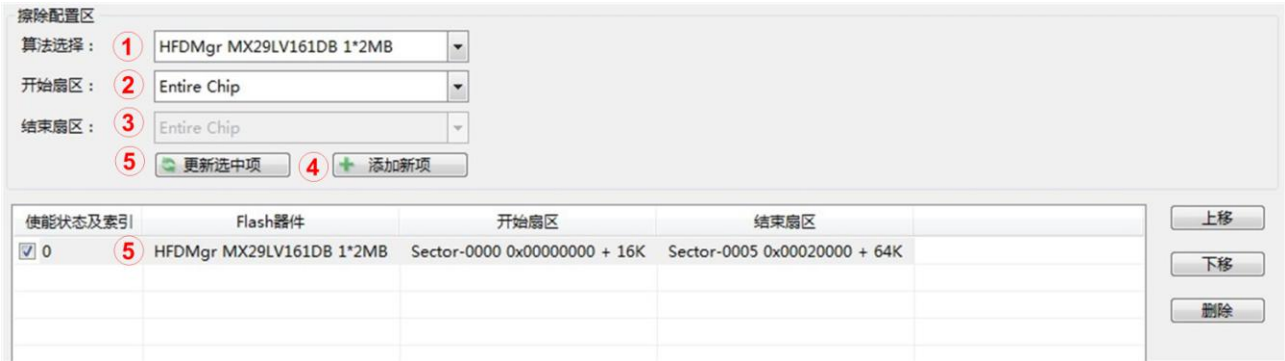 擦除配置区
算法选择： 1 HFDMgr MX29LV161DB 1*2MB
开始扇区： 2 Entire Chip
结束扇区： 3 Entire Chip
5 更新选中项 4 添加新项
使能状态及索引 Flash器件 开始扇区 结束扇区 上移
0 5 HFDMgr MX29LV161DB 1*2MB Sector-0000 0x00000000 + 16K Sector-0005 0x00020000 + 64K
下移
删除